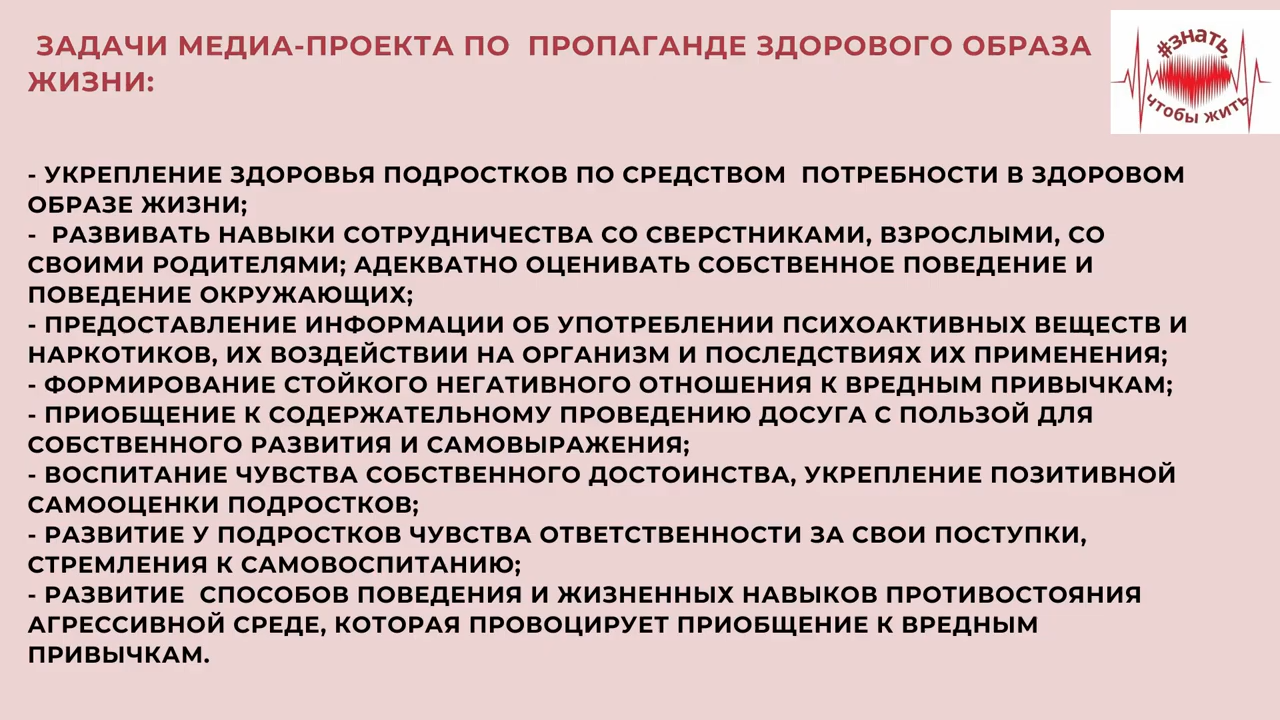 ЗАДАЧИ МЕДИА-ПРОЕКТА ПО ПРОПАГАНДЕ ЗДОРОВОГО ОБРАЗА
ЖИЗНИ:
#знать,
чтобы жить
- УКРЕПЛЕНИЕ ЗДОРОВЬЯ ПОДРОСТКОВ ПО СРЕДСТВОМ ПОТРЕБНОСТИ В ЗДОРОВОМ
ОБРАЗЕ ЖИЗНИ;
- РАЗВИВАТЬ НАВЫКИ СОТРУДНИЧЕСТВА СО СВЕРСТНИКАМИ, ВЗРОСЛЫМИ, СО
СВОИМИ РОДИТЕЛЯМИ; АДЕКВАТНО ОЦЕНИВАТЬ СОБСТВЕННОЕ ПОВЕДЕНИЕ И
ПОВЕДЕНИЕ ОКРУЖАЮЩИХ;
- ПРЕДОСТАВЛЕНИЕ ИНФОРМАЦИИ ОБ УПОТРЕБЛЕНИИ ПСИХОАКТИВНЫХ ВЕЩЕСТВ И
НАРКОТИКОВ, ИХ ВОЗДЕЙСТВИИ НА ОРГАНИЗМ И ПОСЛЕДСТВИЯХ ИХ ПРИМЕНЕНИЯ;
- ФОРМИРОВАНИЕ СТОЙКОГО НЕГАТИВНОГО ОТНОШЕНИЯ К ВРЕДНЫМ ПРИВЫЧКАМ;
- ПРИОБЩЕНИЕ К СОДЕРЖАТЕЛЬНОМУ ПРОВЕДЕНИЮ ДОСУГА С ПОЛЬЗОЙ ДЛЯ
СОБСТВЕННОГО РАЗВИТИЯ И САМОВЫРАЖЕНИЯ;
- ВОСПИТАНИЕ ЧУВСТВА СОБСТВЕННОГО ДОСТОИНСТВА, УКРЕПЛЕНИЕ ПОЗИТИВНОЙ
САМООЦЕНКИ ПОДРОСТКОВ;
- РАЗВИТИЕ У ПОДРОСТКОВ ЧУВСТВА ОТВЕТСТВЕННОСТИ ЗА СВОИ ПОСТУПКИ,
СТРЕМЛЕНИЯ К САМОВОСПИТАНИЮ;
- РАЗВИТИЕ СПОСОБОВ ПОВЕДЕНИЯ И ЖИЗНЕННЫХ НАВЫКОВ ПРОТИВОСТОЯНИЯ
АГРЕССИВНОЙ СРЕДЕ, КОТОРАЯ ПРОВОЦИРУЕТ ПРИОБЩЕНИЕ К ВРЕДНЫМ
ПРИВЫЧКАМ.